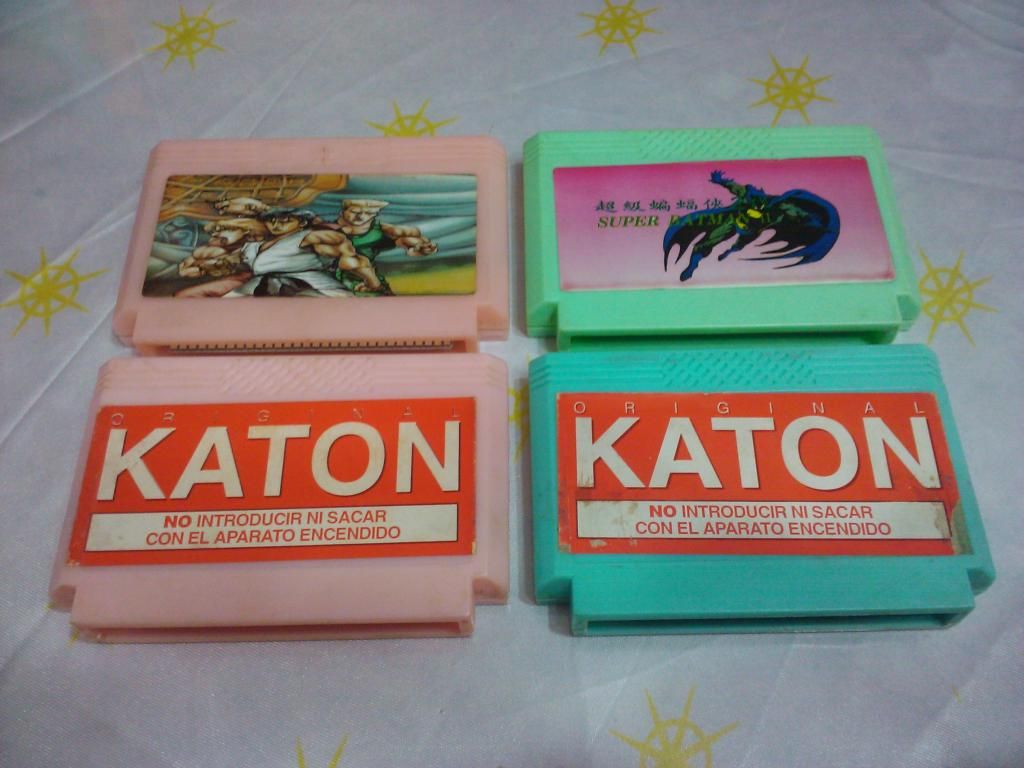 超級蝙蝠俠
SUPER BATMAN
ORIGINAL
KATON
NO INTRODUCIR NI SACAR
CON EL APARATO ENCENDIDO
ORIGINAL
KATON
NO INTRODUCIR NI SACAR
CON EL APARATO ENCENDIDO